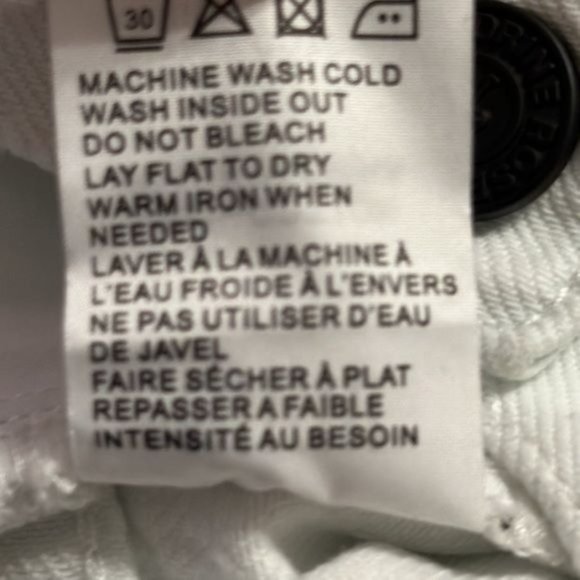 30
MACHINE WASH COLD
WASH INSIDE OUT
DO NOT BLEACH
LAY FLAT TO DRY
WARM IRON WHEN
NEEDED
LAVER À LA MACHINE À
L'EAU FROIDE À L'ENVERS
NE PAS UTILISER D'EAU
DE JAVEL
FAIRE SÉCHER À PLAT
REPASSER A FAIBLE
INTENSITÉ AU BESOIN